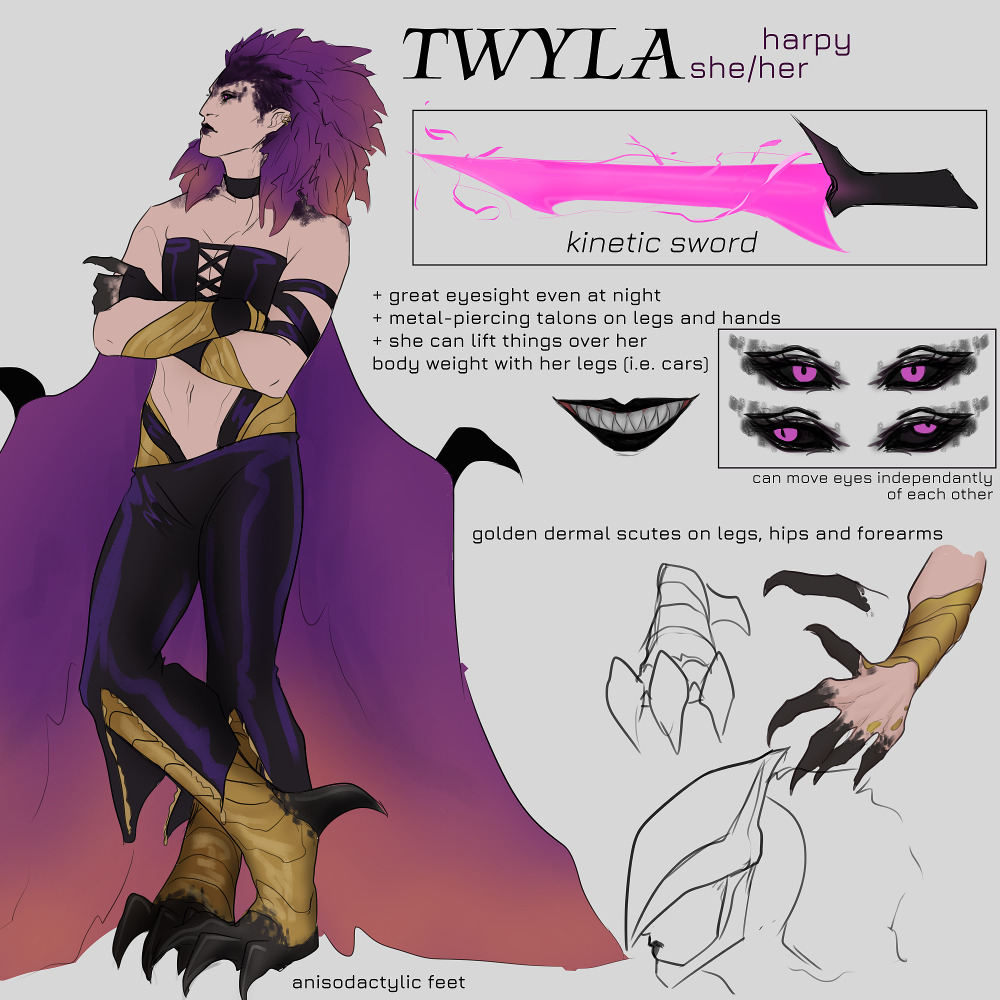 TWYLA
harpy
she/her
kinetic sword
+ great eyesight even at night
+ metal-piercing talons on legs and hands
+ she can lift things over her
body weight with her legs (i.e. cars)
can move eyes independantly
of each other
golden dermal scutes on legs, hips and forearms
anisodactylic feet